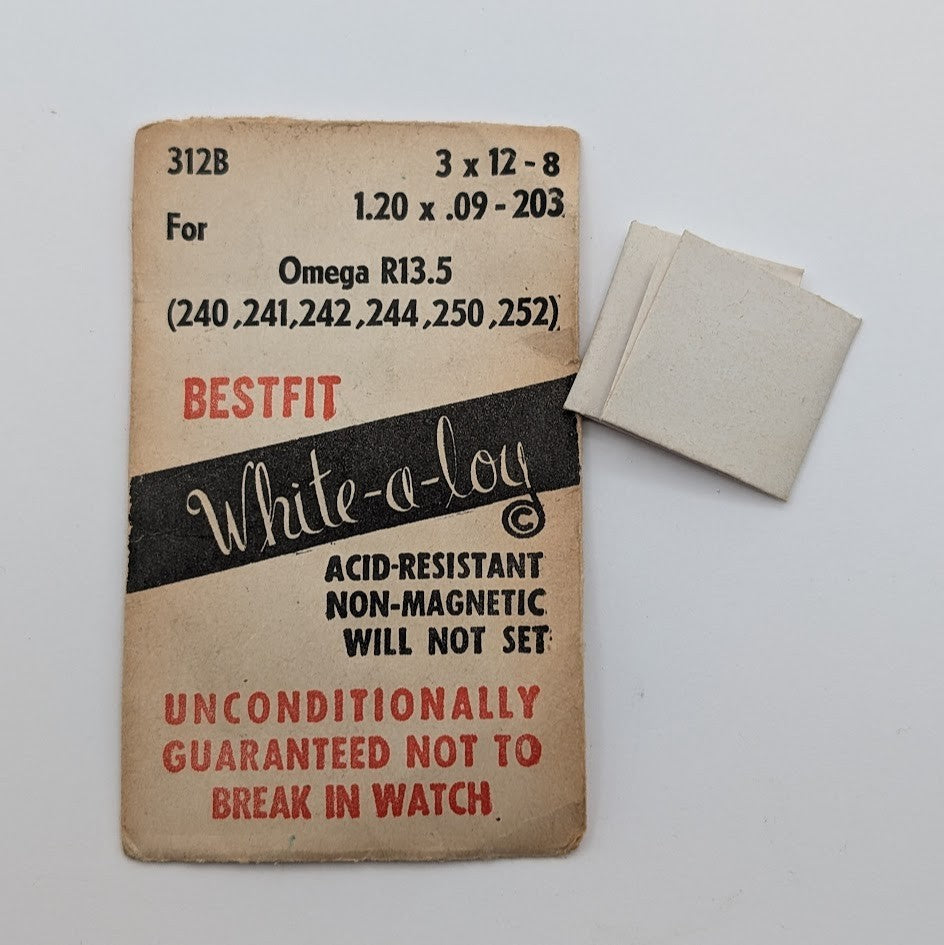 312B 3 x 12 - 8
1.20 x .09 - 203
For
Omega R13.5
(240,241,242,244,250,252)
BESTFIT
White-a-loy
©
ACID-RESISTANT
NON-MAGNETIC
WILL NOT SET
UNCONDITIONALLY
GUARANTEED NOT TO
BREAK IN WATCH